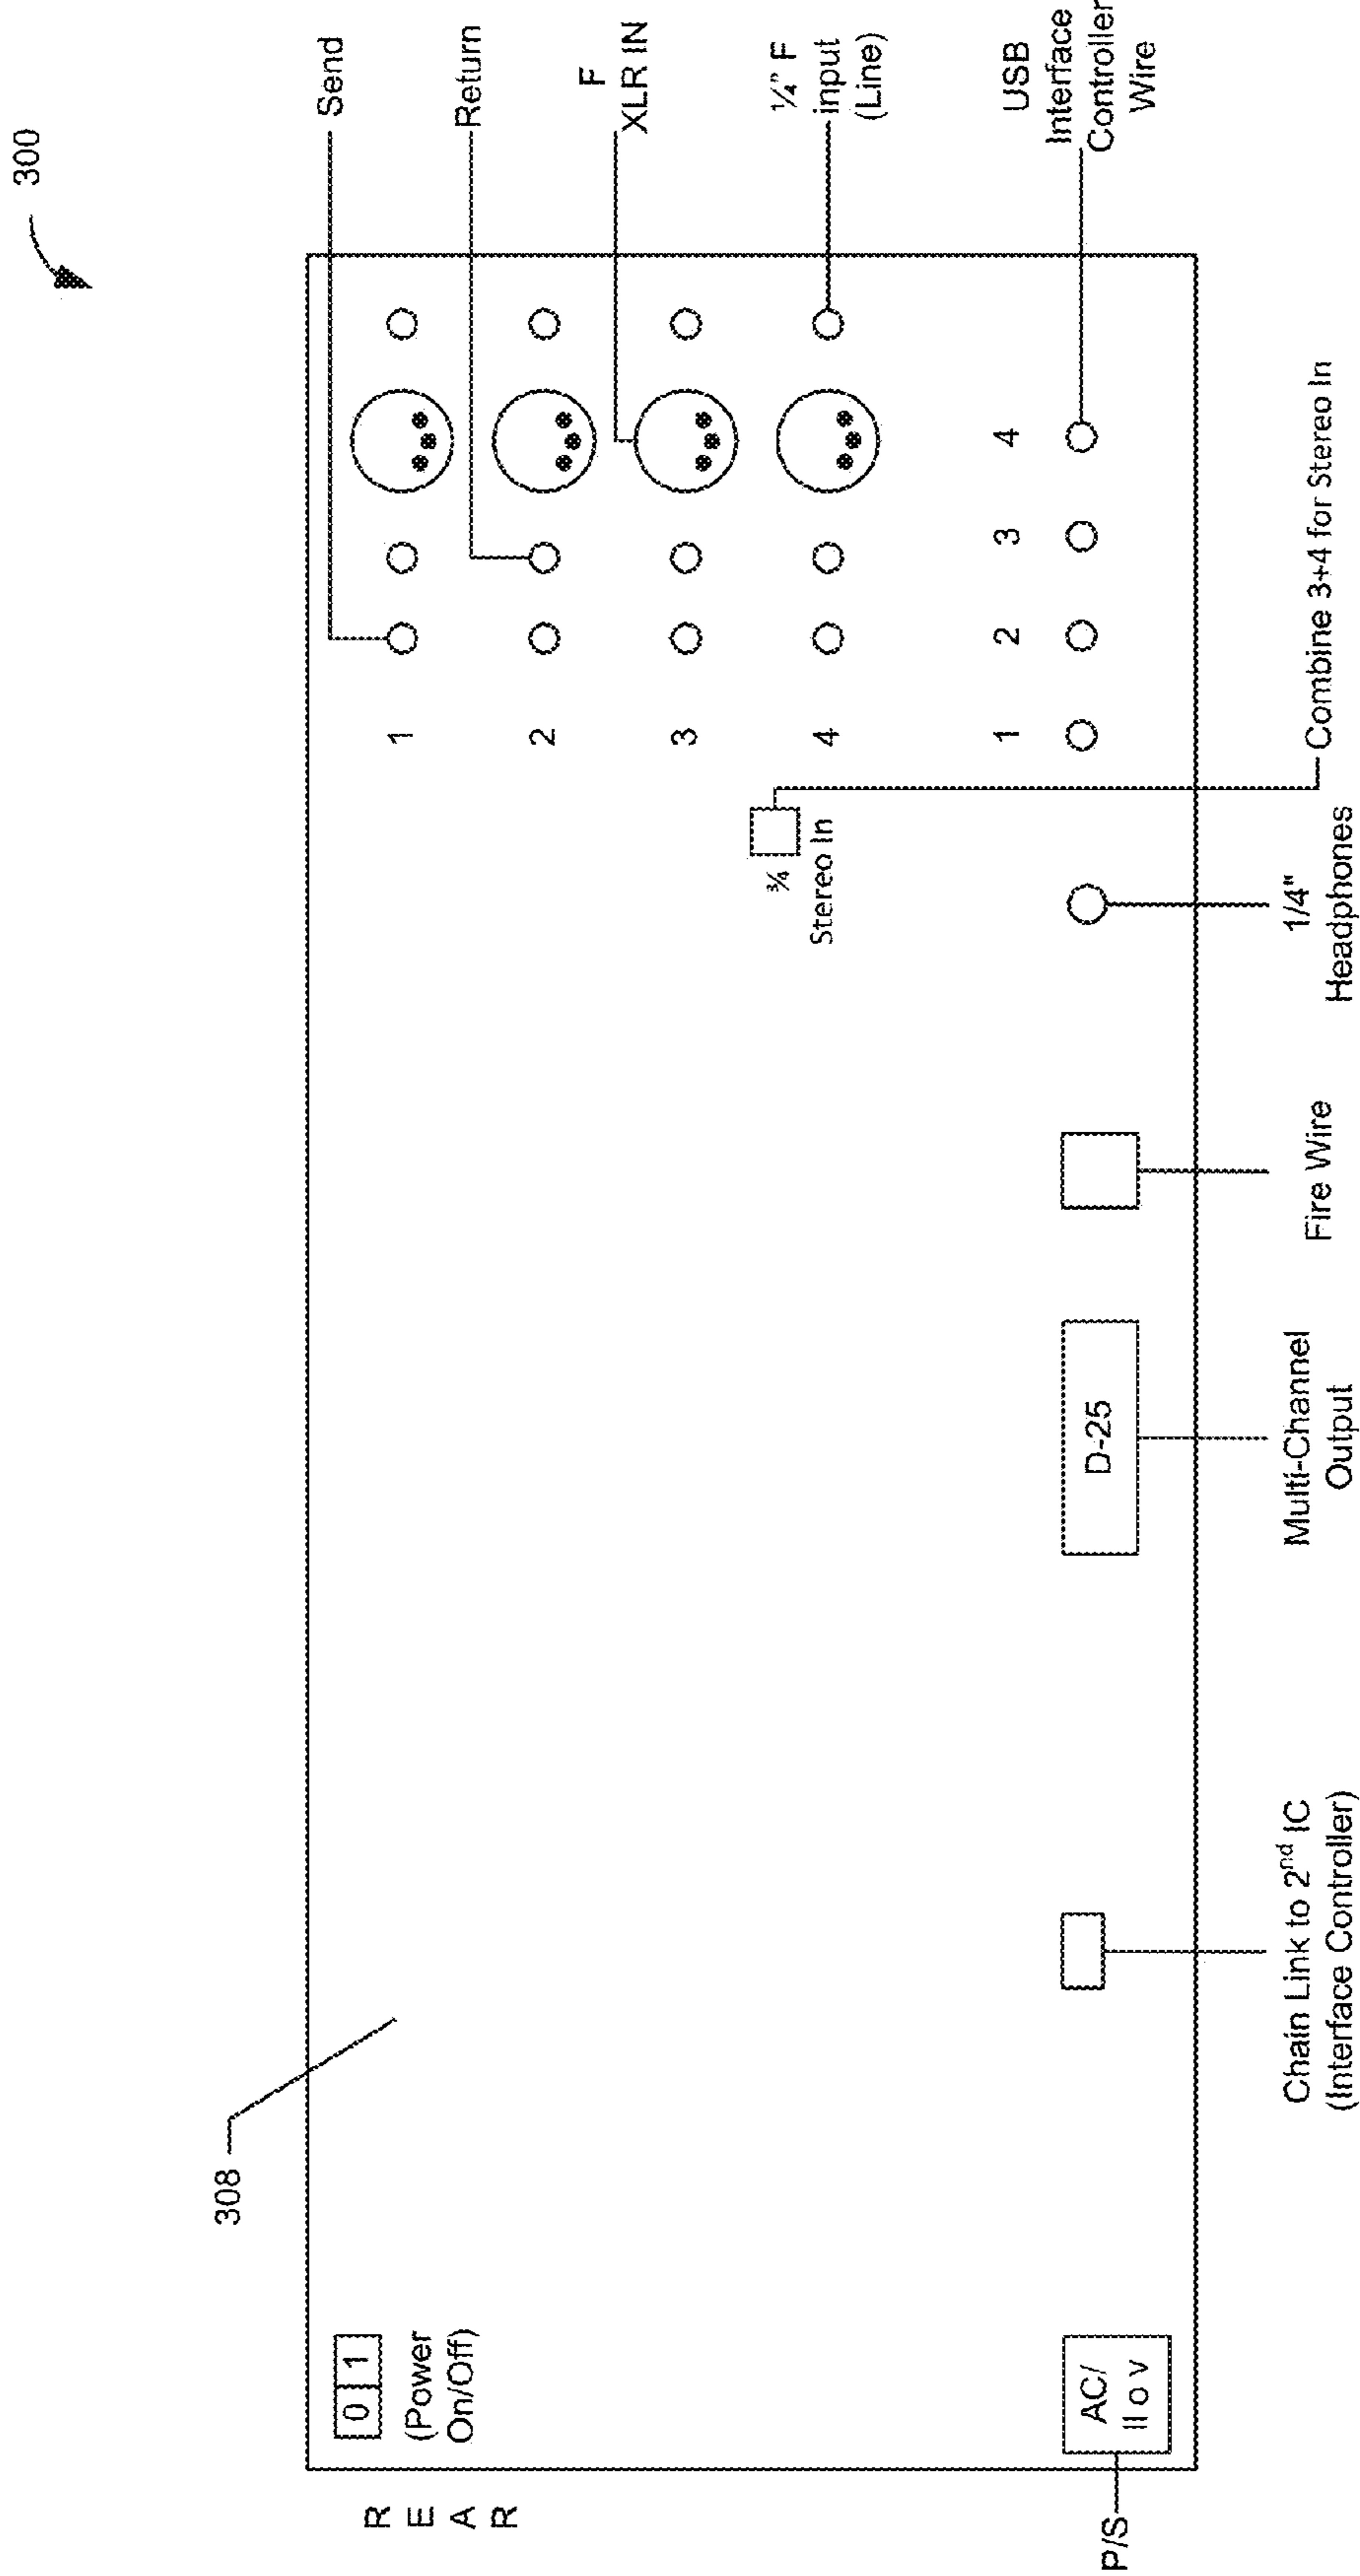 300
308
R
E
A
R
0 1
(Power
On/Off)
Send
1
Return
2
F
XLR IN
3
¼" F
input
(Line)
4
¾
Stereo In
USB
Interface
Controller
Wire
1 2 3 4
P/S
AC/
II o v
D-25
Chain Link to 2nd IC
(Interface Controller)
Multi-Channel
Output
Fire Wire
1/4"
Headphones
Combine 3+4 for Stereo In